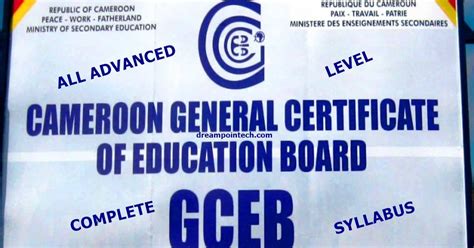 REPUBLIC OF CAMEROON
PEACE - WORK - FATHERLAND
MINISTRY OF SECONDARY EDUCATION
REPUBLIQUE DU CAMEROUN
PAIX - TRAVAIL - PATRIE
MINISTERE DES ENSEIGNEMENTS SECONDAIRES
ALL ADVANCED
LEVEL
CAMEROON GENERAL CERTIFICATE
dreampointech.com
OF EDUCATION BOARD
COMPLETE
GCEB
SYLLABUS